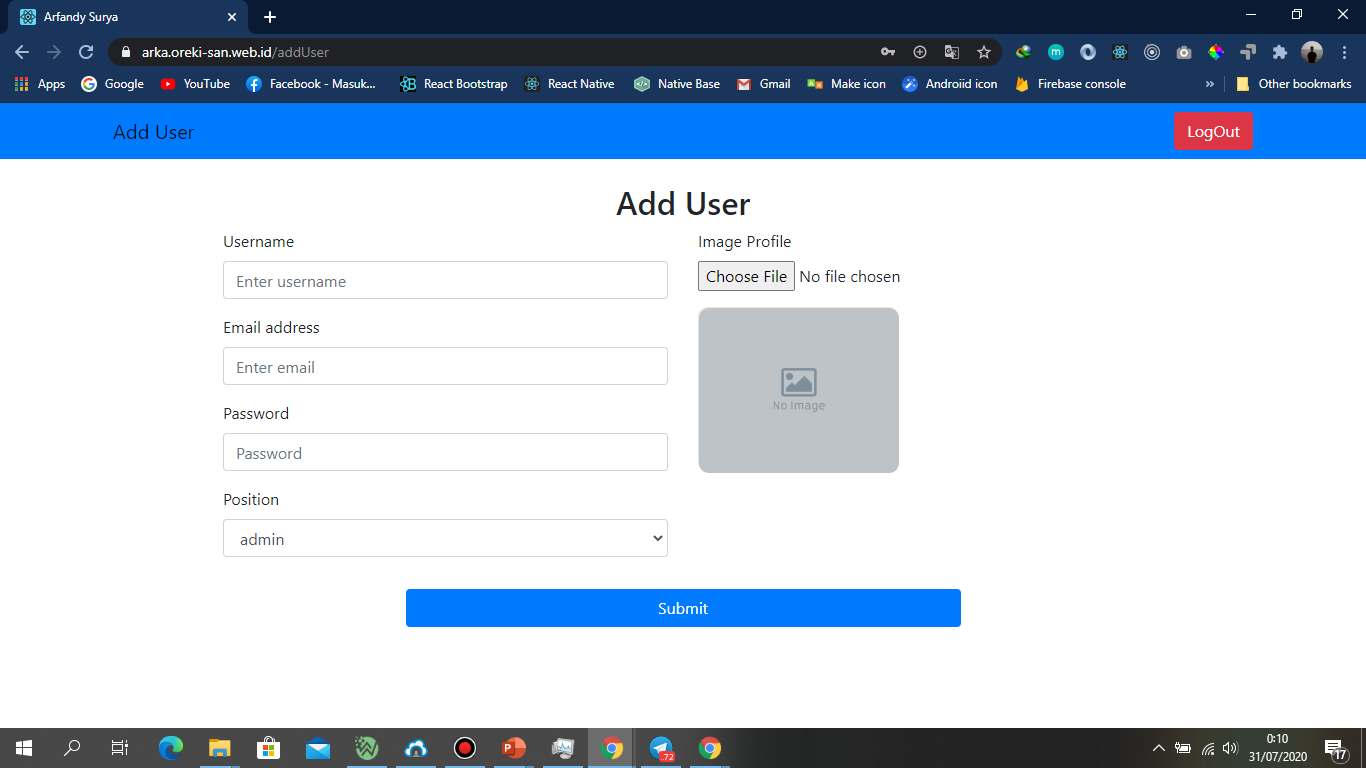 Arfandy Surya
arka.oreki-san.web.id/addUser
Apps Google YouTube Facebook - Masuk... React Bootstrap React Native Native Base Gmail Make icon Androiid icon Firebase console » Other bookmarks
Add User LogOut
Add User
Username
Enter username
Email address
Enter email
Password
Password
Position
admin
Image Profile
Choose File No file chosen
No Image
Submit
72
0:10
31/07/2020
17